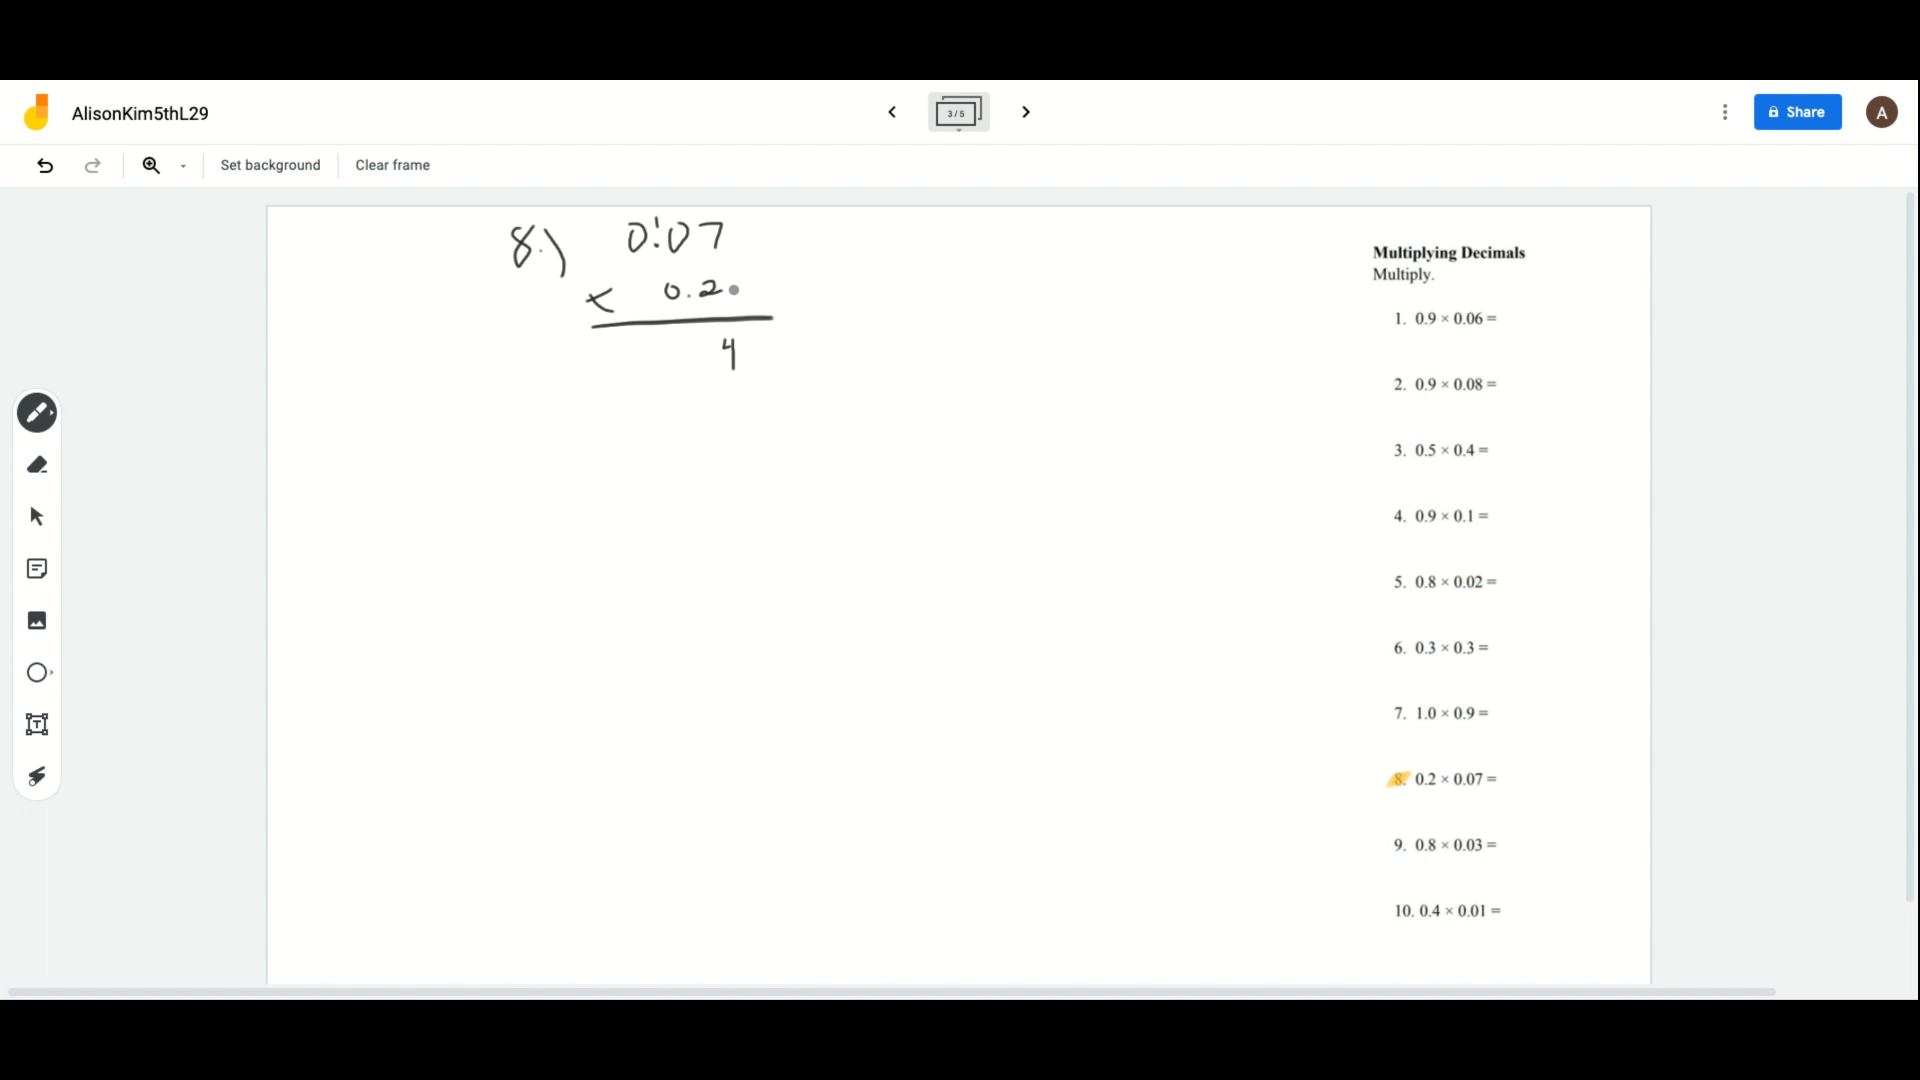 AlisonKim5thL29
3 / 5
Share
A
Set background
Clear frame
8.) 0.07
1
× 0.2
4
Multiplying Decimals
Multiply.
1. 0.9 × 0.06 =
2. 0.9 × 0.08 =
3. 0.5 × 0.4 =
4. 0.9 × 0.1 =
5. 0.8 × 0.02 =
6. 0.3 × 0.3 =
7. 1.0 × 0.9 =
8. 0.2 × 0.07 =
9. 0.8 × 0.03 =
10. 0.4 × 0.01 =
T